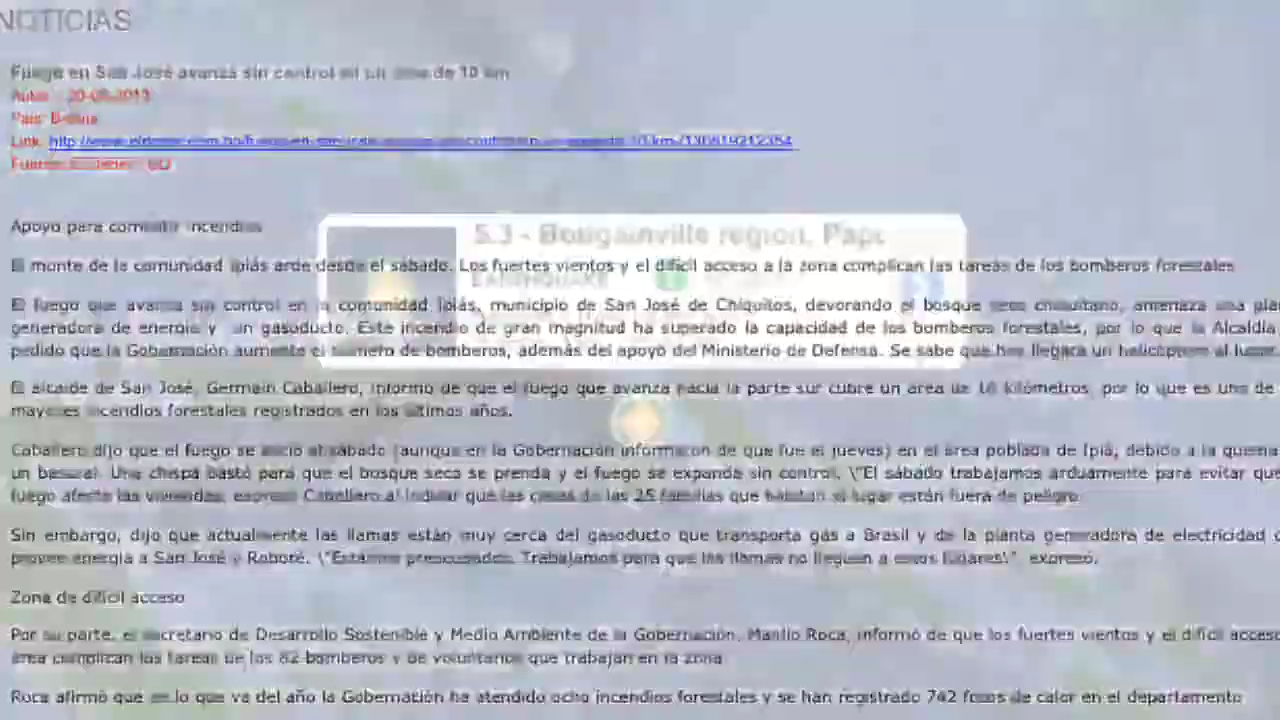 NOTICIAS
Fuego en San José avanza sin control en un área de 10 km
Autor: - 20-08-2013
País: Bolivia
Link:
Fuente:
Apoyo para combatir incendios
5.3 - Bougainville region, Papu
El monte de la comunidad Ipiás arde desde el sábado. Los fuertes vientos y el difícil acceso a la zona complican las tareas de los bomberos forestales
EARTHQUAKE
El fuego que avanza sin control en la comunidad Ipiás, municipio de San José de Chiquitos, devorando el bosque seco chiquitano, amenaza una pla
generadora de energía y un gasoducto. Este incendio de gran magnitud ha superado la capacidad de los bomberos forestales, por lo que la Alcaldía
pedido que la Gobernación aumente el número de bomberos, además del apoyo del Ministerio de Defensa. Se sabe que hoy llegará un helicóptero al lugar.
El alcalde de San José, Germain Caballero, informó de que el fuego que avanza hacia la parte sur cubre un área de 10 kilómetros, por lo que es uno de
mayores incendios forestales registrados en los últimos años.
Caballero dijo que el fuego se inició el sábado (aunque en la Gobernación informaron de que fue el jueves) en el área poblada de Ipiá, debido a la quema
un basural. Una chispa bastó para que el bosque seco se prenda y el fuego se expanda sin control. \"El sábado trabajamos arduamente para evitar que
fuego afecte las viviendas, expresó Caballero al indicar que las casas de las 25 familias que habitan el lugar están fuera de peligro.
Sin embargo, dijo que actualmente las llamas están muy cerca del gasoducto que transporta gas a Brasil y de la planta generadora de electricidad
provee energía a San José y Roboré. \"Estamos preocupados. Trabajamos para que las llamas no lleguen a esos lugares\", expresó.
Zona de difícil acceso
Por su parte, el secretario de Desarrollo Sostenible y Medio Ambiente de la Gobernación, Manlio Roca, informó de que los fuertes vientos y el difícil acceso
área complican las tareas de los 82 bomberos y de voluntarios que trabajan en la zona.
Roca afirmó que en lo que va del año la Gobernación ha atendido ocho incendios forestales y se han registrado 742 focos de calor en el departamento.